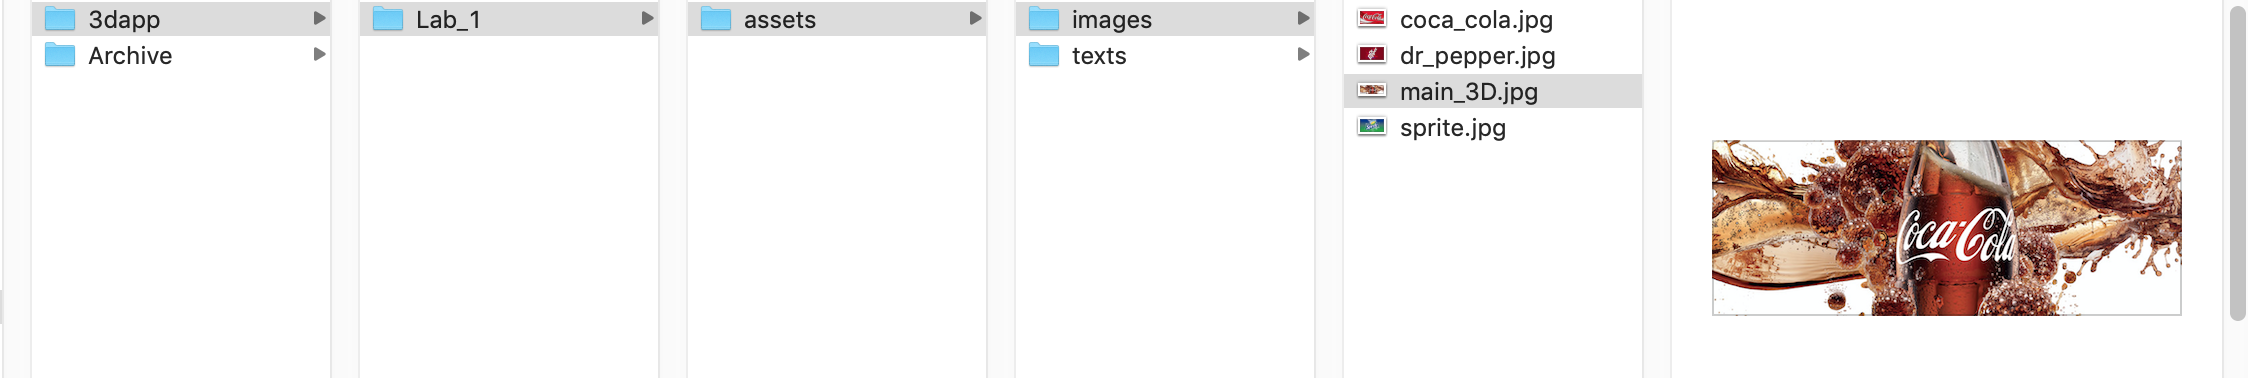 3dapp
Archive
Lab_1
assets
images
texts
coca_cola.jpg
dr_pepper.jpg
main_3D.jpg
sprite.jpg
Coca-Cola